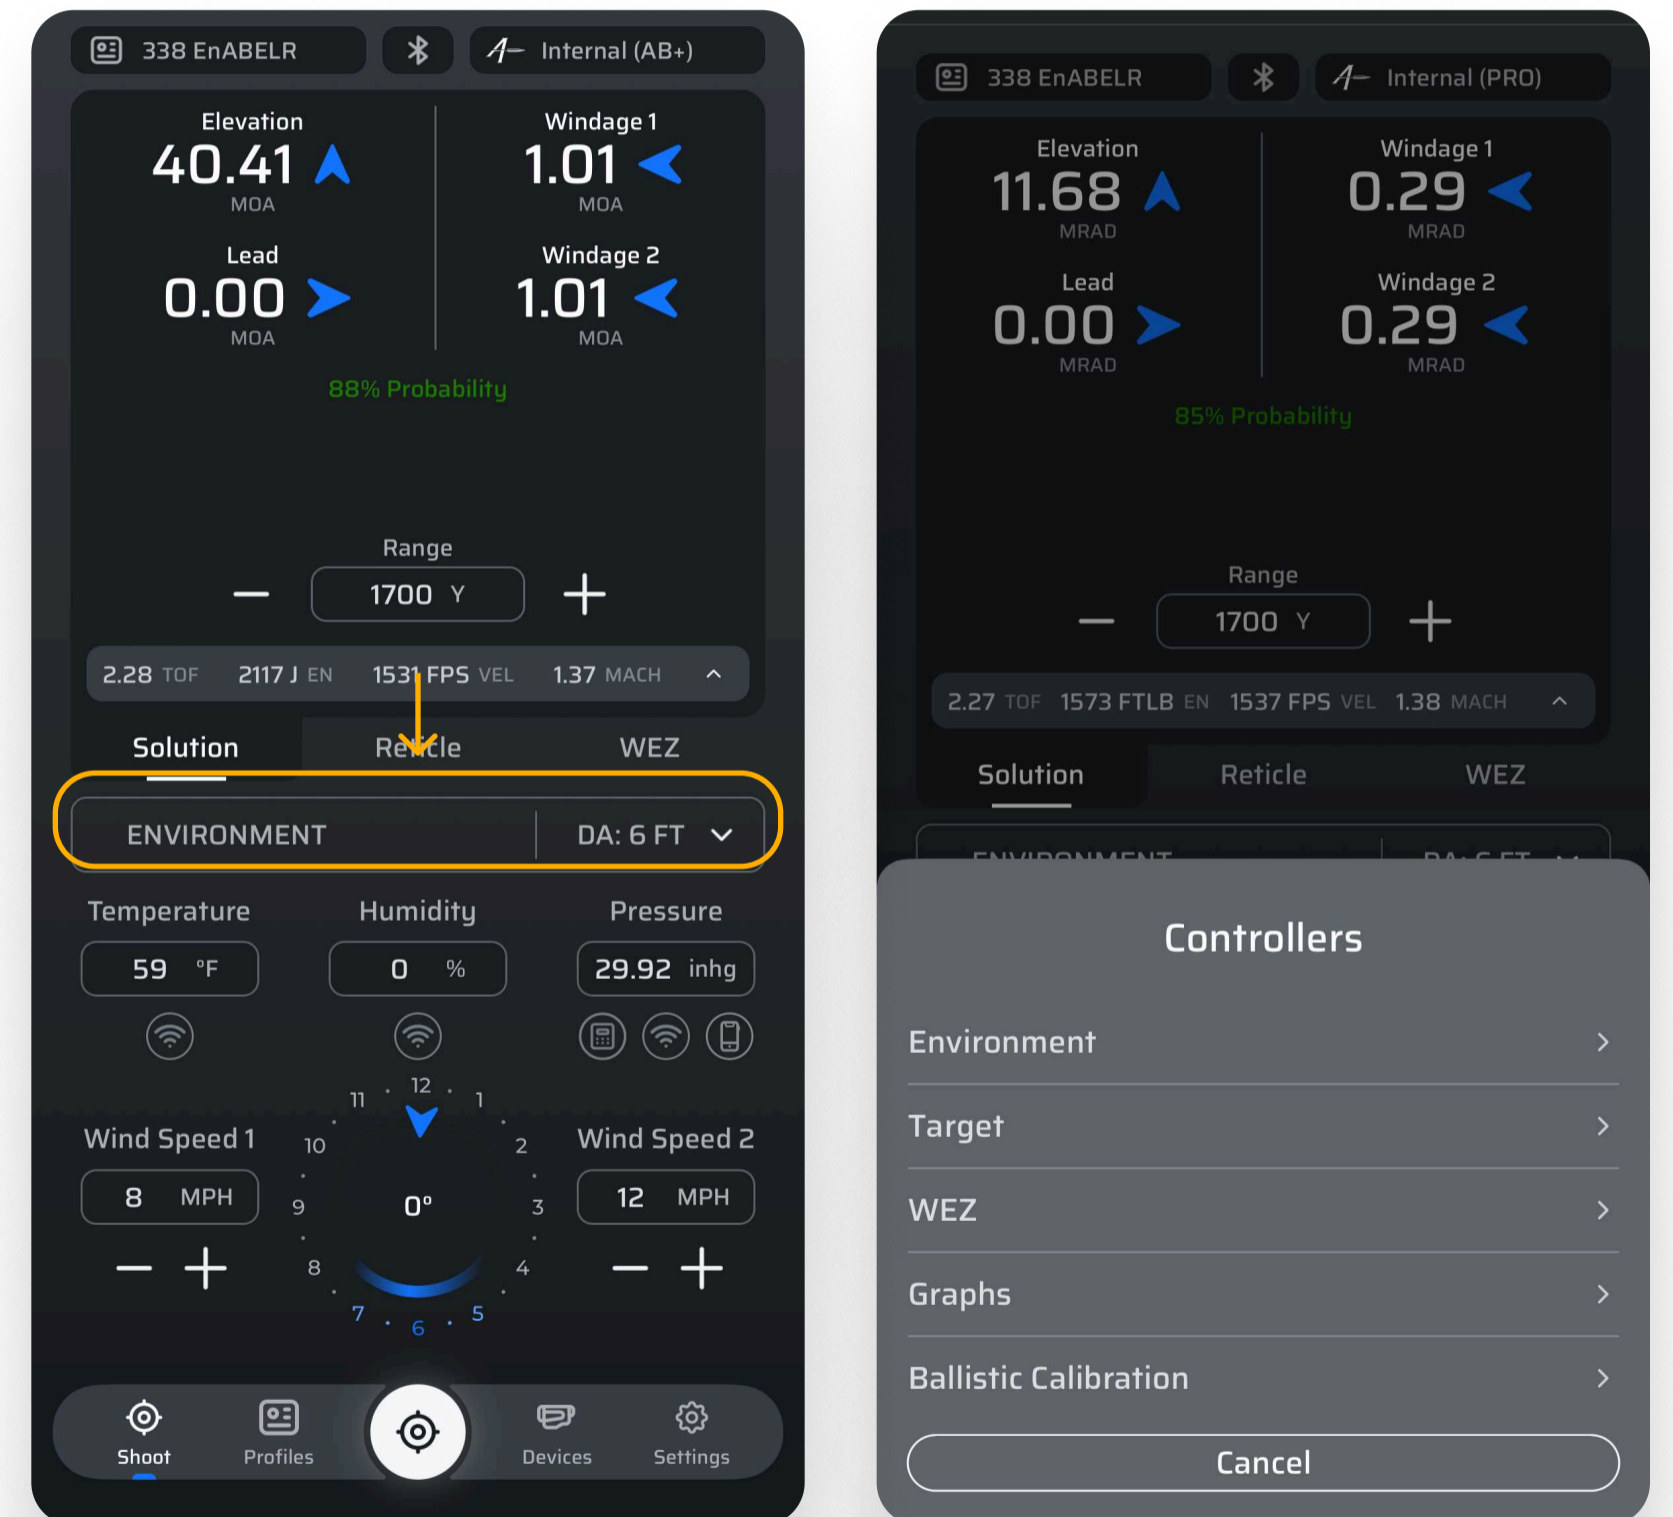 338 EnABELR
Internal (AB+)
Elevation
Windage 1
40.41
1.01
MOA
MOA
Lead
Windage 2
0.00
1.01
MOA
MOA
88% Probability
Range
1700 Y
2.28 TOF 2117 J EN 1531 FPS VEL 1.37 MACH
Solution
Reticle
WEZ
ENVIRONMENT
DA: 6 FT
Temperature
Humidity
Pressure
59 °F
0 %
29.92 inhg
12
11
1
Wind Speed 1
10
2
Wind Speed 2
8 MPH
9
0°
3
12 MPH
8
4
7
6
5
Shoot
Profiles
Devices
Settings
338 EnABELR
Internal (PRO)
Elevation
Windage 1
11.68
0.29
MRAD
MRAD
Lead
Windage 2
0.00
0.29
MRAD
MRAD
85% Probability
Range
1700 Y
2.27 TOF 1573 FTLB EN 1537 FPS VEL 1.38 MACH
Solution
Reticle
WEZ
ENVIRONMENT
DA: 6 FT
Controllers
Environment
Target
WEZ
Graphs
Ballistic Calibration
Cancel